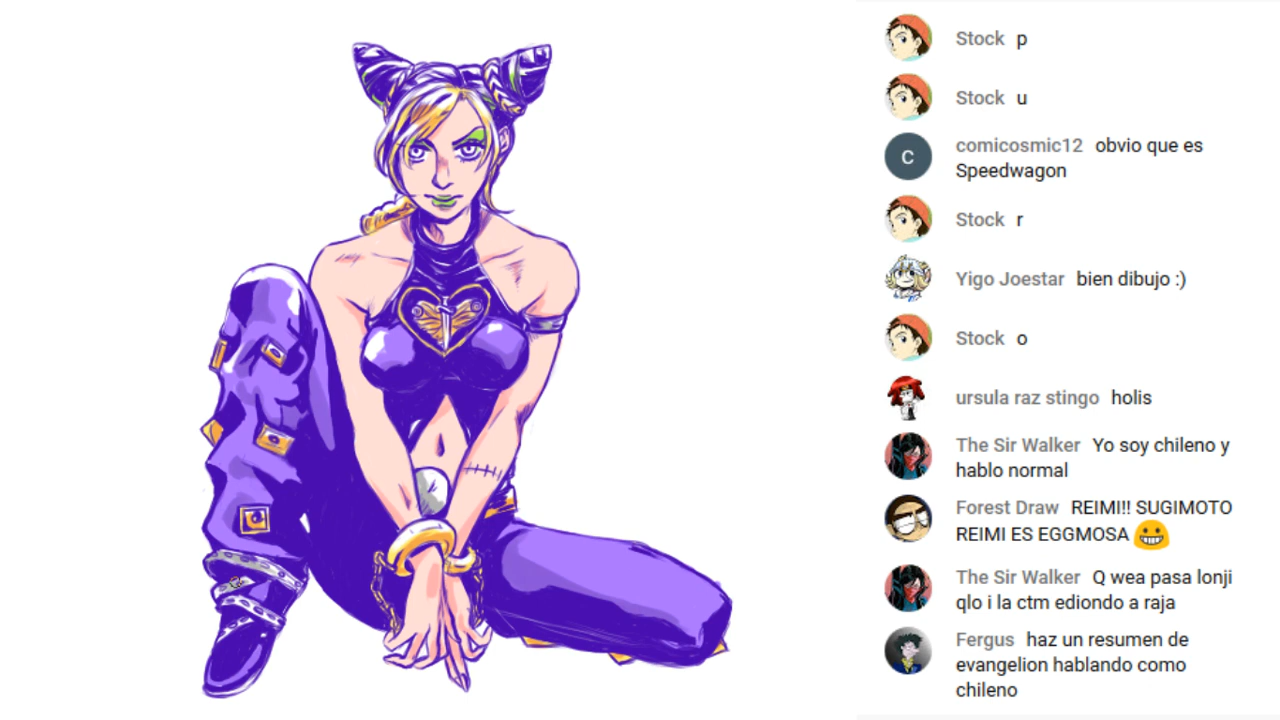 Stock p
Stock u
C comicosmic12 obvio que es
Speedwagon
Stock r
Yigo Joestar bien dibujo :)
Stock o
ursula raz stingo holis
The Sir Walker Yo soy chileno y
hablo normal
Forest Draw REIMI!! SUGIMOTO
REIMI ES EGGMOSA 😀
The Sir Walker Q wea pasa lonji
qlo i la ctm ediondo a raja
Fergus haz un resumen de
evangelion hablando como
chileno